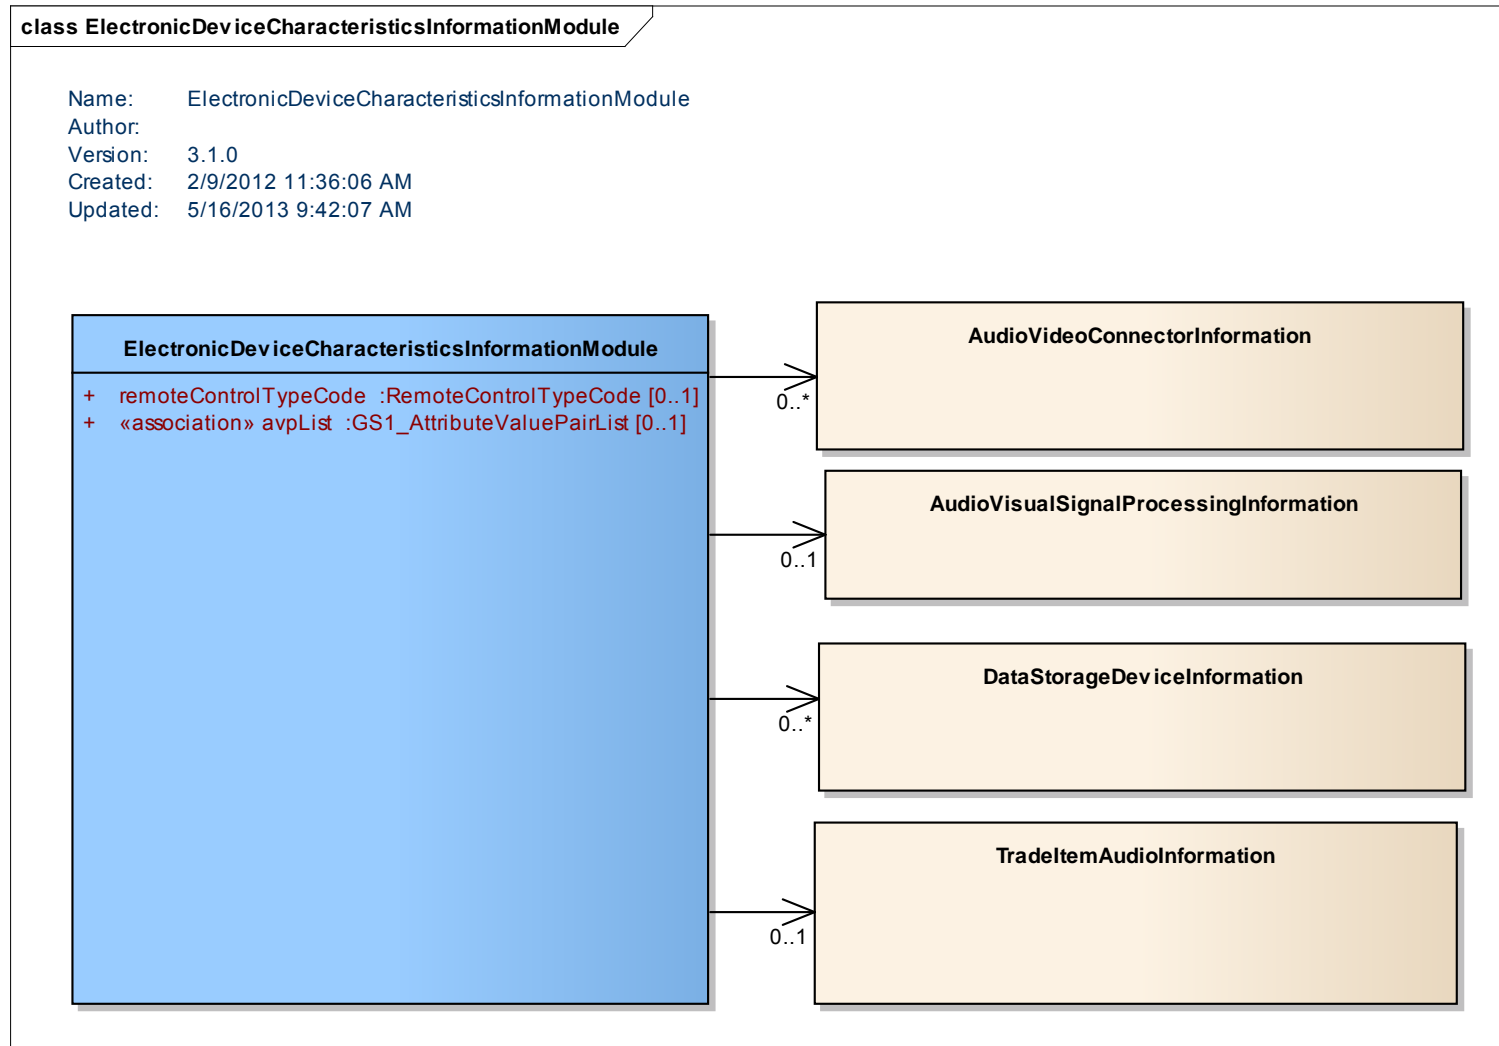 class ElectronicDeviceCharacteristicsInformationModule
Name: ElectronicDeviceCharacteristicsInformationModule
Author:
Version: 3.1.0
Created: 2/9/2012 11:36:06 AM
Updated: 5/16/2013 9:42:07 AM
ElectronicDeviceCharacteristicsInformationModule
+ remoteControlTypeCode :RemoteControlTypeCode [0..1]
+ «association» avpList :GS1_AttributeValuePairList [0..1]
AudioVideoConnectorInformation
0..*
AudioVisualSignalProcessingInformation
0..1
DataStorageDeviceInformation
0..*
TradeItemAudioInformation
0..1